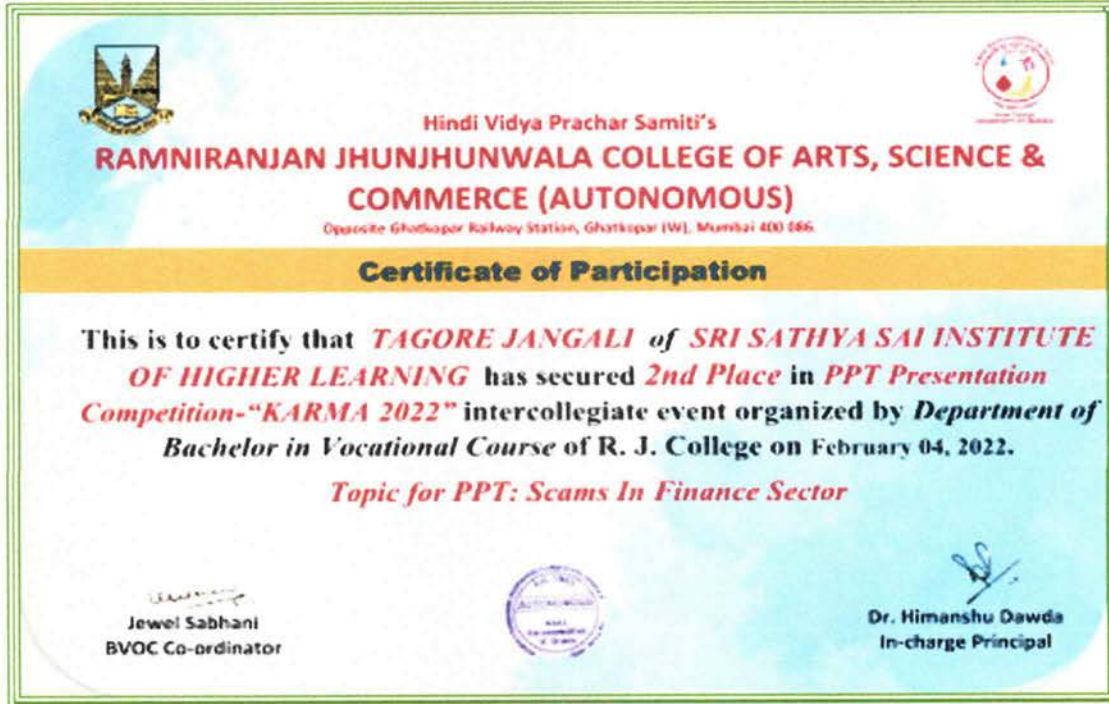 Hindi Vidya Prachar Samiti's
RAMNIRANJAN JHUNJHUNWALA COLLEGE OF ARTS, SCIENCE &
COMMERCE (AUTONOMOUS)
Opposite Ghatkopar Railway Station, Ghatkopar (W), Mumbai 400 086.
Certificate of Participation
This is to certify that TAGORE JANGALI of SRI SATHYA SAI INSTITUTE
OF HIGHER LEARNING has secured 2nd Place in PPT Presentation
Competition-"KARMA 2022" intercollegiate event organized by Department of
Bachelor in Vocational Course of R. J. College on February 04, 2022.
Topic for PPT: Scams In Finance Sector
AUTONOMOUS
Jewel Sabhani
BVOC Co-ordinator
Dr. Himanshu Dawda
In-charge Principal